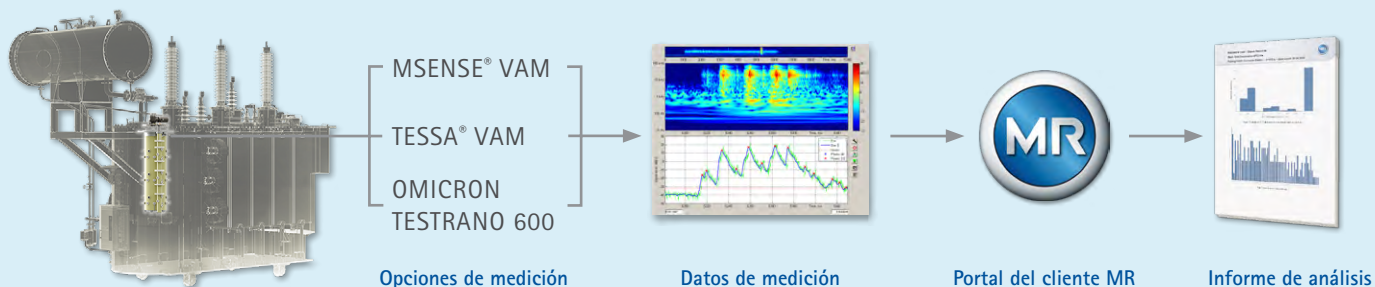 MSENSE® VAM
TESSA® VAM
OMICRON
TESTRANO 600
MR
Opciones de medición
Datos de medición
Portal del cliente MR
Informe de análisis